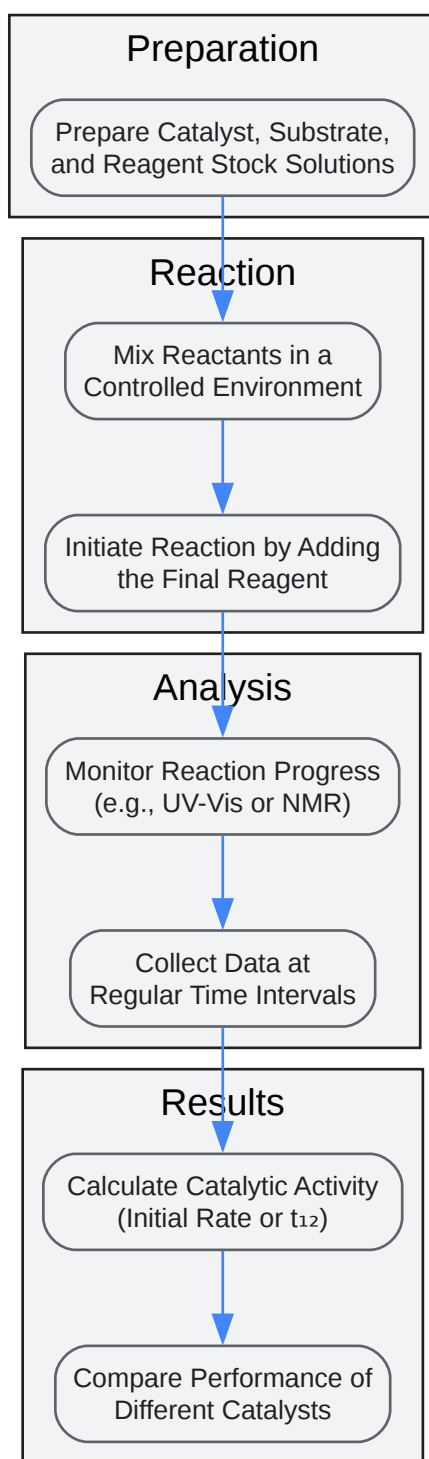 Preparation
Prepare Catalyst, Substrate,
and Reagent Stock Solutions
Reaction
Mix Reactants in a
Controlled Environment
Initiate Reaction by Adding
the Final Reagent
Analysis
Monitor Reaction Progress
(e.g., UV-Vis or NMR)
Collect Data at
Regular Time Intervals
Results
Calculate Catalytic Activity
(Initial Rate or t₁₂)
Compare Performance of
Different Catalysts